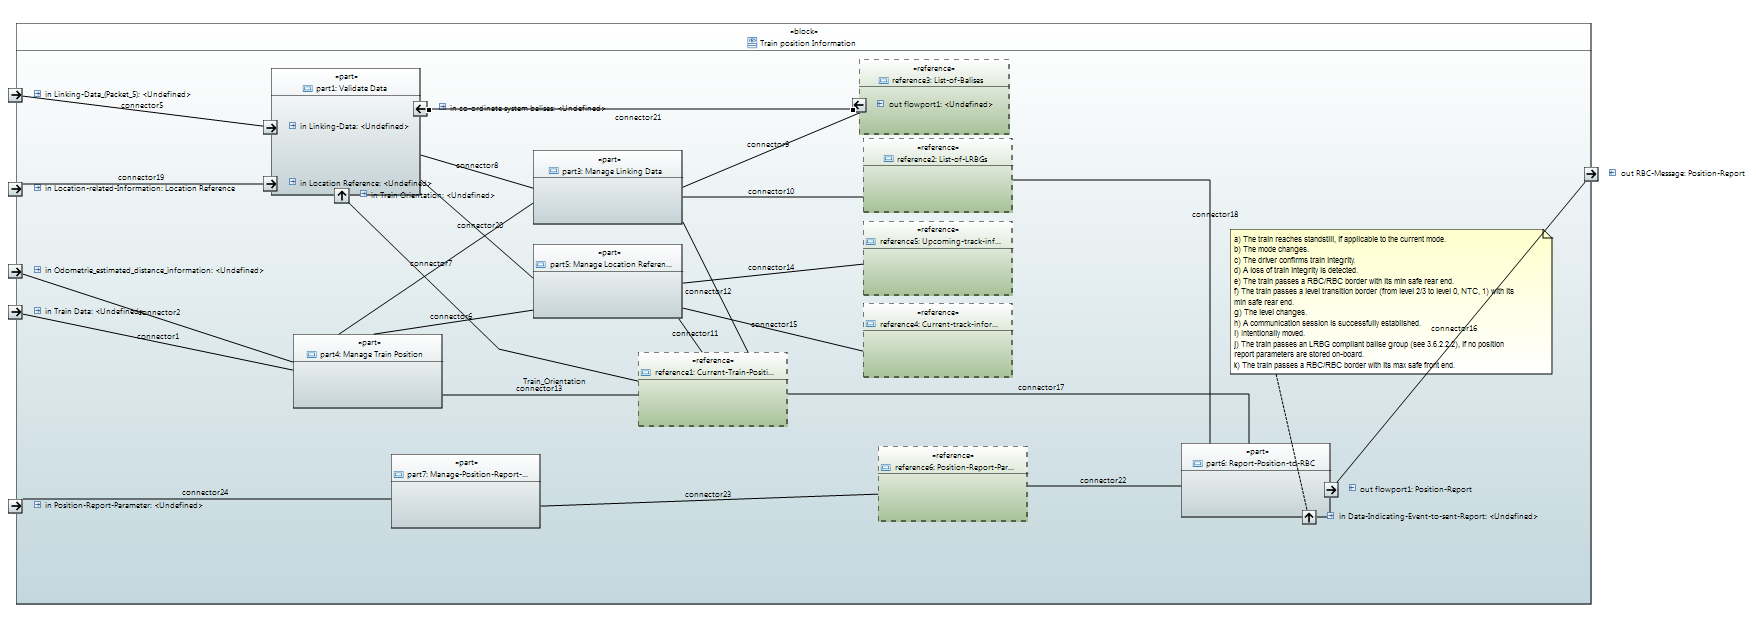 «block»
Train position Information
in Linking-Data_(Packet_5): <Undefined>
connector5
connector19
in Location-related-Information: Location Reference
in Odometrie_estimated_distance_information: <Undefined>
in Train Data: <Undefined>
connector2
connector1
connector24
in Position-Report-Parameter: <Undefined>
«part»
part1: Validate Data
in Linking-Data: <Undefined>
in Location Reference: <Undefined>
in Train Orientation: <Undefined>
in co-ordinate system balises: <Undefined>
connector21
connector8
connector20
connector7
connector6
«part»
part3: Manage Linking Data
«part»
part5: Manage Location Referen...
«part»
part4: Manage Train Position
connector9
connector10
connector14
connector12
connector15
connector11
Train_Orientation
connector13
«reference»
reference3: List-of-Balises
out flowport1: <Undefined>
«reference»
reference2: List-of-LRBGs
«reference»
reference5: Upcoming-track-inf...
«reference»
reference4: Current-track-infor...
«reference»
reference1: Current-Train-Positi...
connector17
connector18
«part»
part7: Manage-Position-Report-...
connector23
«reference»
reference6: Position-Report-Par...
connector22
«part»
part6: Report-Position-to-RBC
out flowport1: Position-Report
in Data-Indicating-Event-to-sent-Report: <Undefined>
connector16
out RBC-Message: Position-Report
a) The train reaches standstill, if applicable to the current mode.
b) The mode changes.
c) The driver confirms train integrity.
d) A loss of train integrity is detected.
e) The train passes a RBC/RBC border with its min safe rear end.
f) The train passes a level transition border (from level 2/3 to level 0, NTC, 1) with its
min safe rear end.
g) The level changes.
h) A communication session is successfully established.
i) Intentionally moved.
j) The train passes an LRBG compliant balise group (see 3.6.2.2.2), if no position
report parameters are stored on-board.
k) The train passes a RBC/RBC border with its max safe front end.